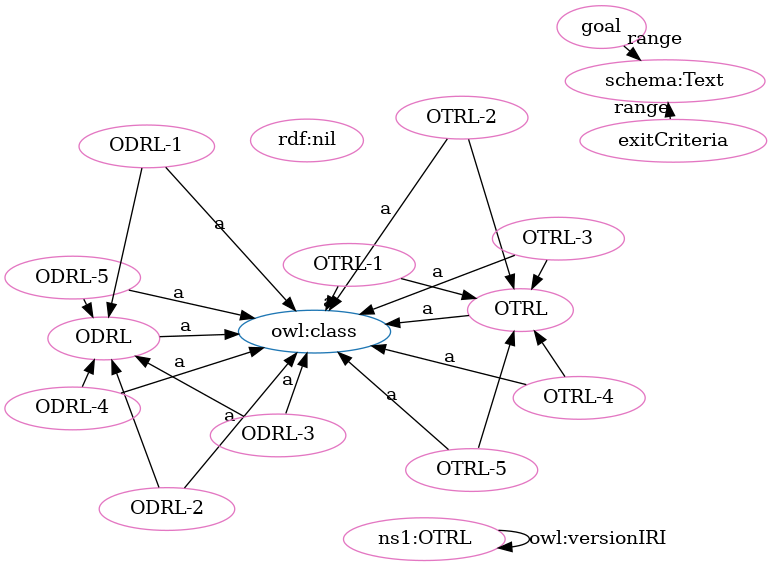 goal
range
schema:Text
range
exitCriteria
OTRL-2
ODRL-1
rdf:nil
a
a
OTRL-3
OTRL-1
a
ODRL-5
a
a
OTRL
a
ODRL
a
owl:class
a
a
a
ODRL-4
a
OTRL-4
a
ODRL-3
OTRL-5
ODRL-2
ns1:OTRL
owl:versionIRI